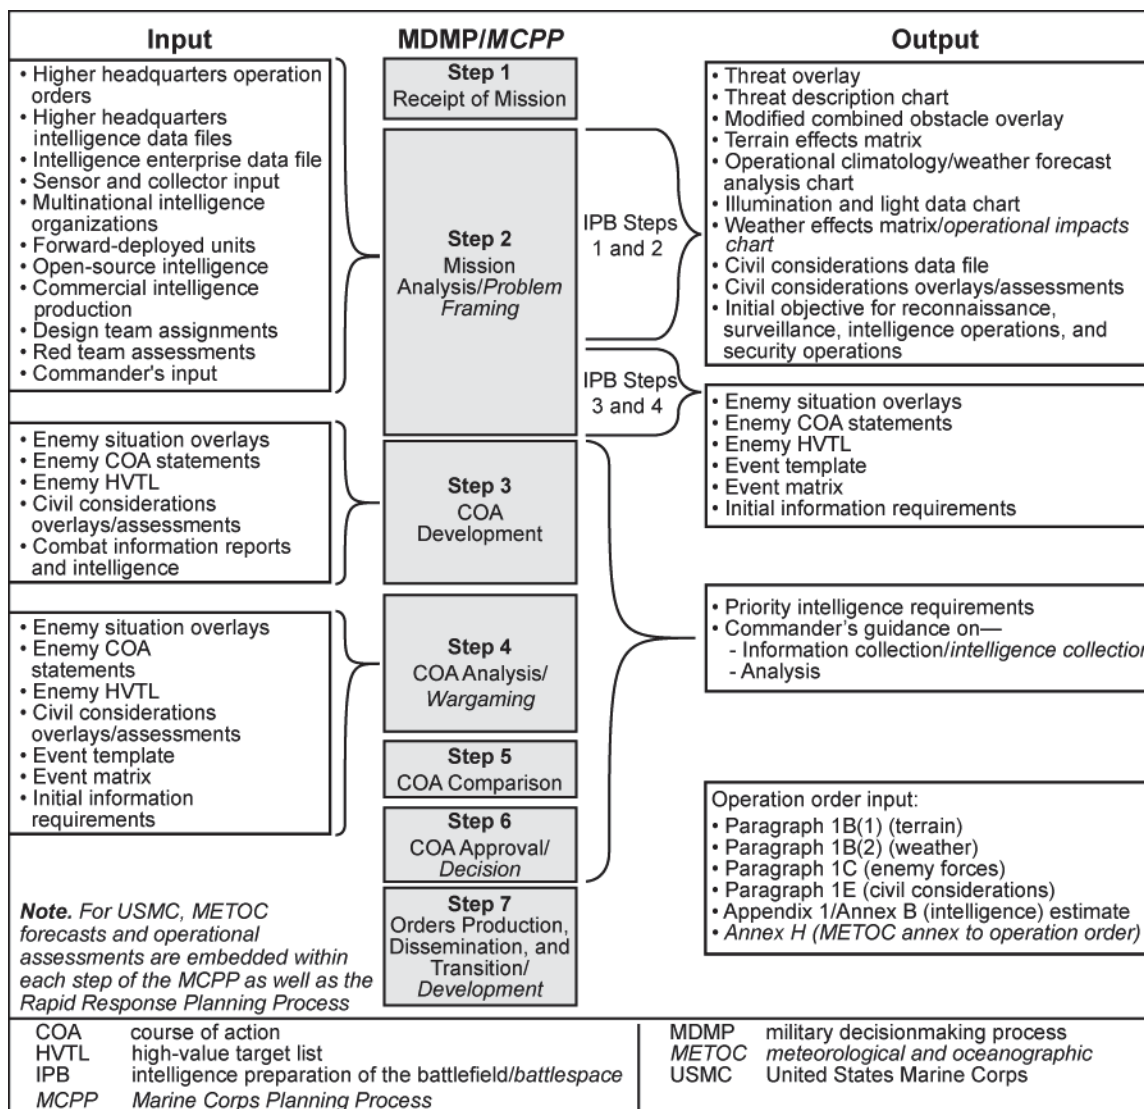 Input
• Higher headquarters operation
orders
• Higher headquarters
intelligence data files
• Intelligence enterprise data file
• Sensor and collector input
• Multinational intelligence
organizations
• Forward-deployed units
• Open-source intelligence
• Commercial intelligence
production
• Design team assignments
• Red team assessments
• Commander's input
• Enemy situation overlays
• Enemy COA statements
• Enemy HVTL
• Civil considerations
overlays/assessments
• Combat information reports
and intelligence
• Enemy situation overlays
• Enemy COA
statements
• Enemy HVTL
• Civil considerations
overlays/assessments
• Event template
• Event matrix
• Initial information
requirements
Note. For USMC, METOC
forecasts and operational
assessments are embedded within
each step of the MCPP as well as the
Rapid Response Planning Process
MDMP/MCPP
Step 1
Receipt of Mission
Step 2
Mission
Analysis/Problem
Framing
Step 3
COA
Development
Step 4
COA Analysis/
Wargaming
Step 5
COA Comparison
Step 6
COA Approval/
Decision
Step 7
Orders Production,
Dissemination, and
Transition/
Development
IPB Steps
1 and 2
IPB Steps
3 and 4
Output
• Threat overlay
• Threat description chart
• Modified combined obstacle overlay
• Terrain effects matrix
• Operational climatology/weather forecast
analysis chart
• Illumination and light data chart
• Weather effects matrix/operational impacts
chart
• Civil considerations data file
• Civil considerations overlays/assessments
• Initial objective for reconnaissance,
surveillance, intelligence operations, and
security operations
• Enemy situation overlays
• Enemy COA statements
• Enemy HVTL
• Event template
• Event matrix
• Initial information requirements
• Priority intelligence requirements
• Commander's guidance on—
- Information collection/intelligence collection
- Analysis
Operation order input:
• Paragraph 1B(1) (terrain)
• Paragraph 1B(2) (weather)
• Paragraph 1C (enemy forces)
• Paragraph 1E (civil considerations)
• Appendix 1/Annex B (intelligence) estimate
• Annex H (METOC annex to operation order)
COA course of action
HVTL high-value target list
IPB intelligence preparation of the battlefield/battlespace
MCPP Marine Corps Planning Process
MDMP military decisionmaking process
METOC meteorological and oceanographic
USMC United States Marine Corps